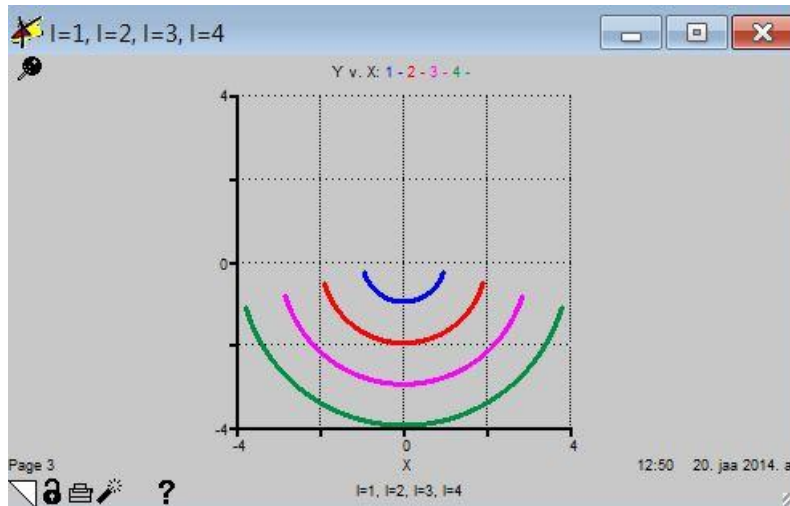 l=1, l=2, l=3, l=4
Y v. X: 1 - 2 - 3 - 4 -
4
0
-4
-4
0
4
X
Page 3
12:50
20. jaa 2014. a
?
l=1, l=2, l=3, l=4